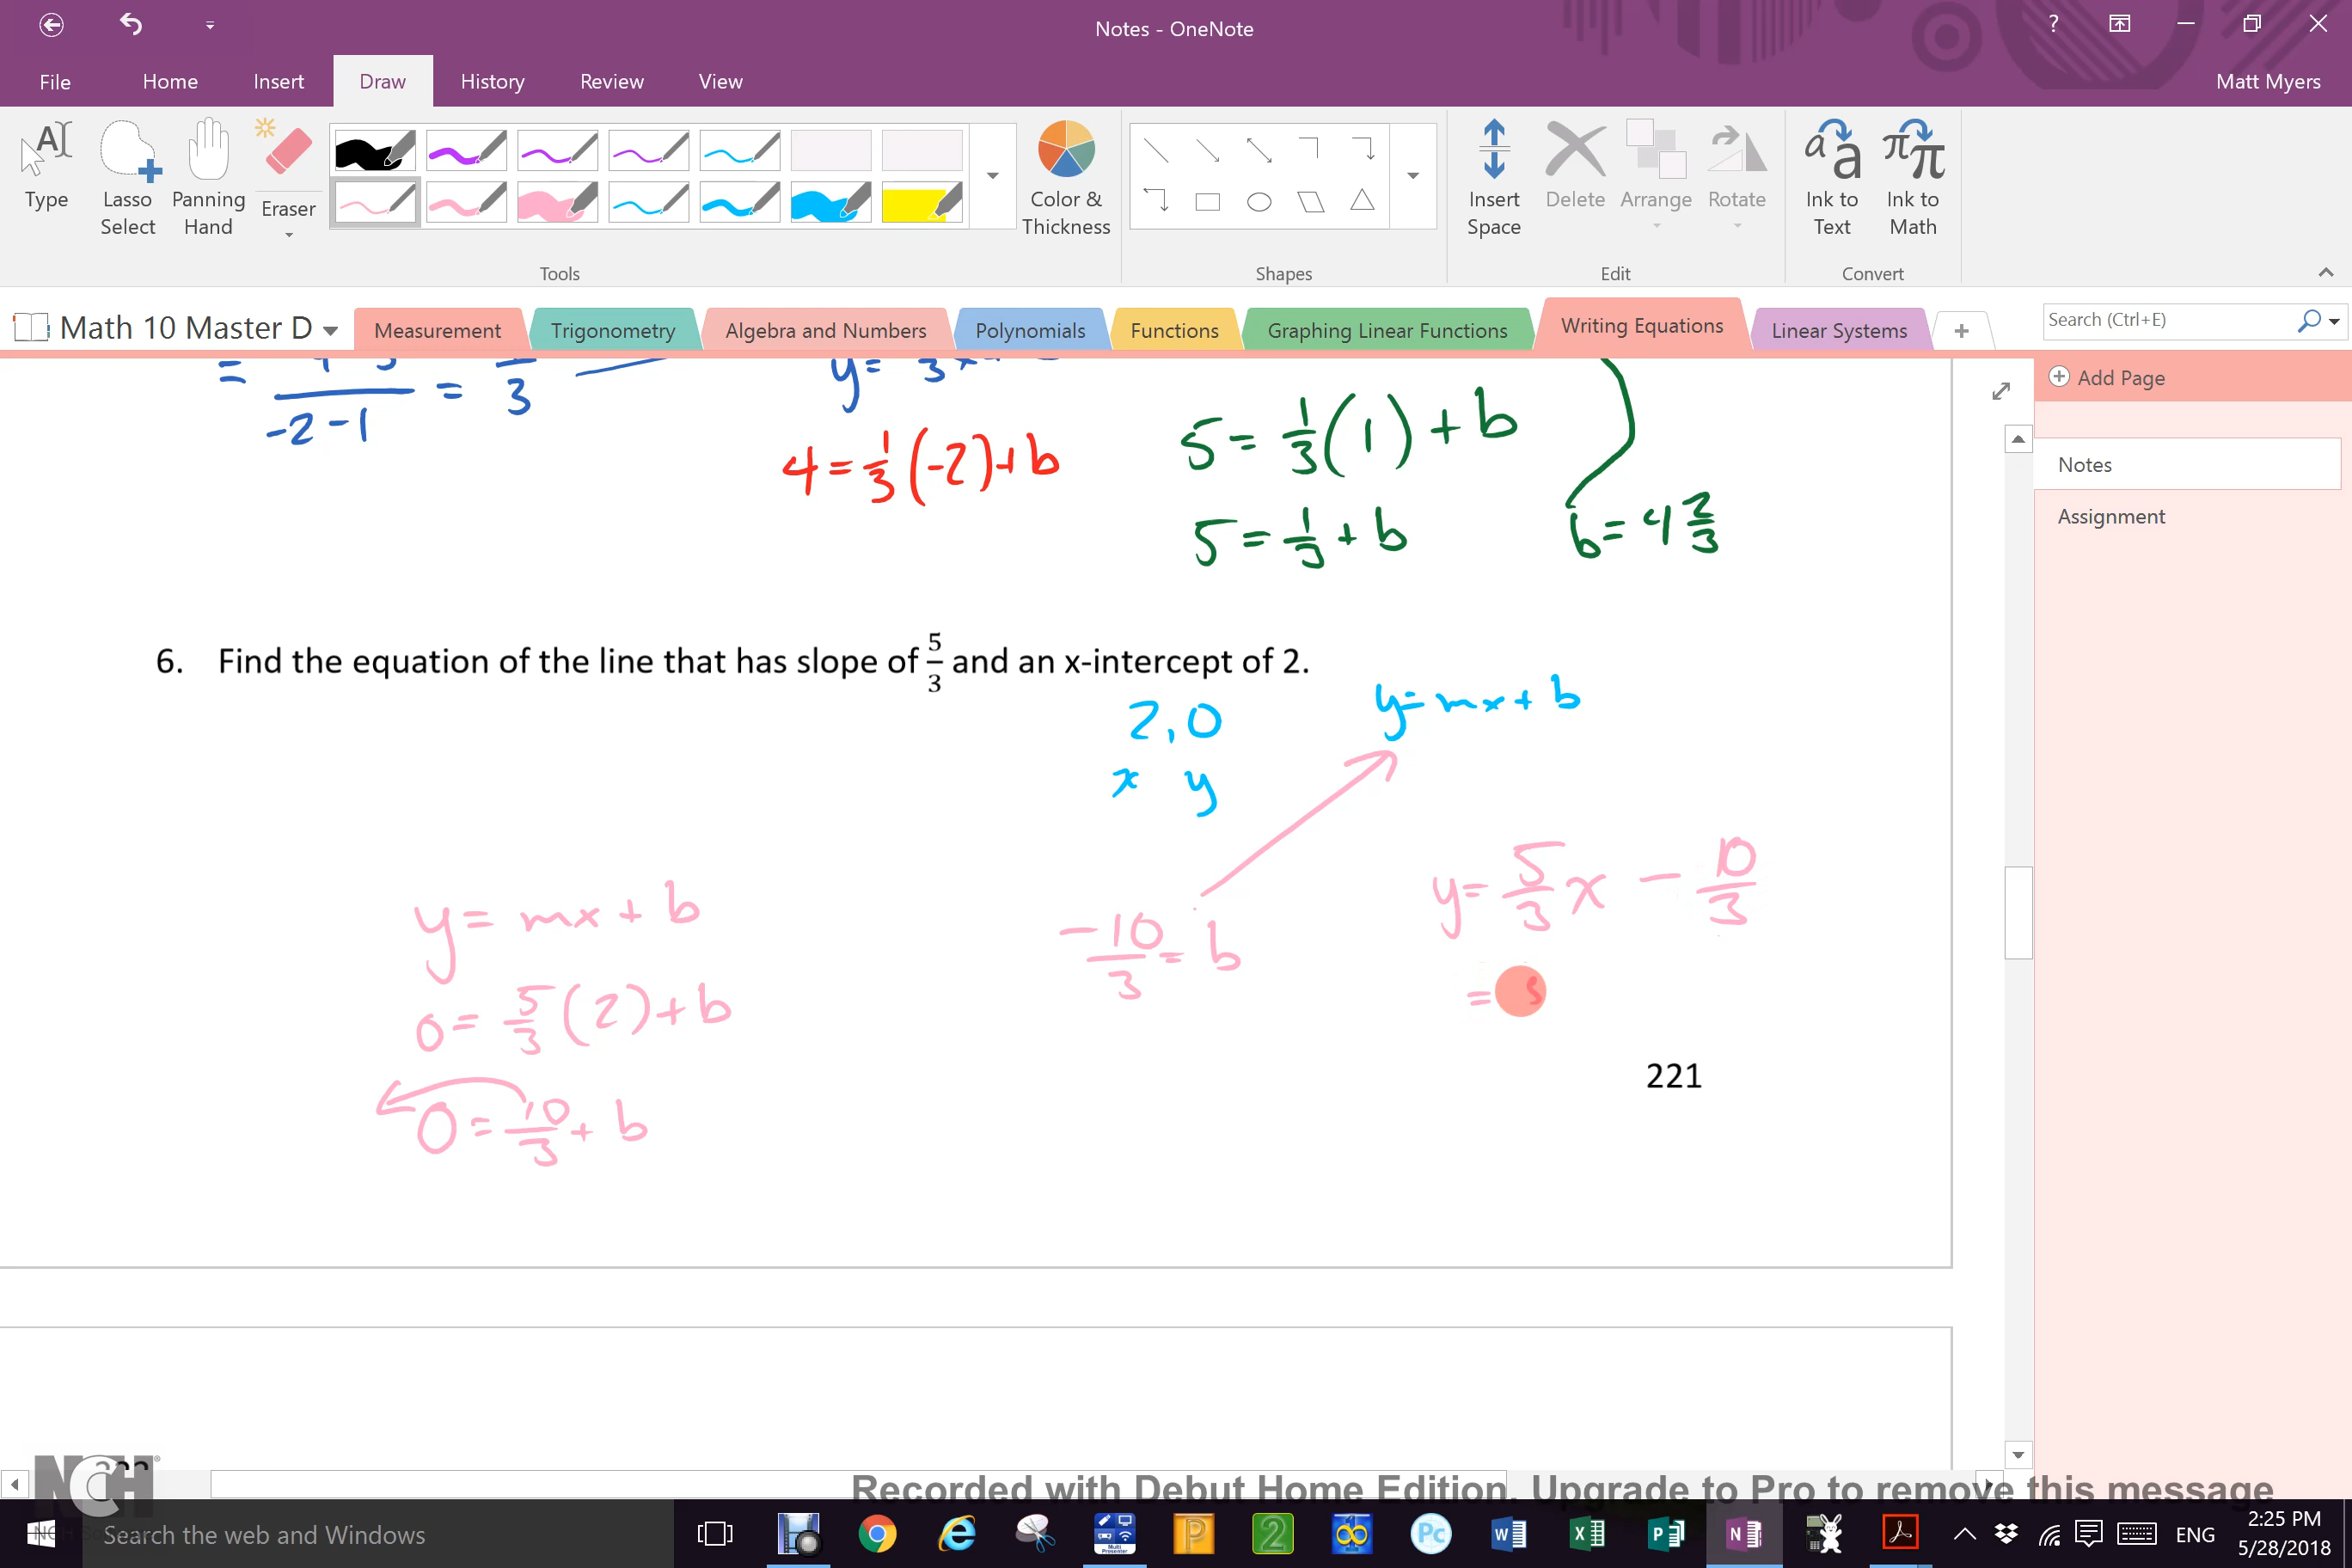 Notes - OneNote
?
File Home Insert Draw History Review View Matt Myers
Type
Lasso Select
Panning Hand
Eraser
Color & Thickness
Insert Space
Delete
Arrange
Rotate
Ink to Text
Ink to Math
Tools Shapes Edit Convert
Math 10 Master D Measurement Trigonometry Algebra and Numbers Polynomials Functions Graphing Linear Functions Writing Equations Linear Systems + Search (Ctrl+E)
Add Page
Notes
Assignment
-2 - 1 = 3
4 = 1/3 (-2) + b
5 = 1/3 (1) + b
5 = 1/3 + b
b = 4 2/3
6. Find the equation of the line that has slope of 5/3 and an x-intercept of 2.
2, 0
x y
y = mx + b
y = mx + b
0 = 5/3 (2) + b
0 = 10/3 + b
-10/3 = b
y = 5/3 x - 10/3
=
221
NCH
Recorded with Debut Home Edition. Upgrade to Pro to remove this message
Search the web and Windows
ENG
2:25 PM
5/28/2018